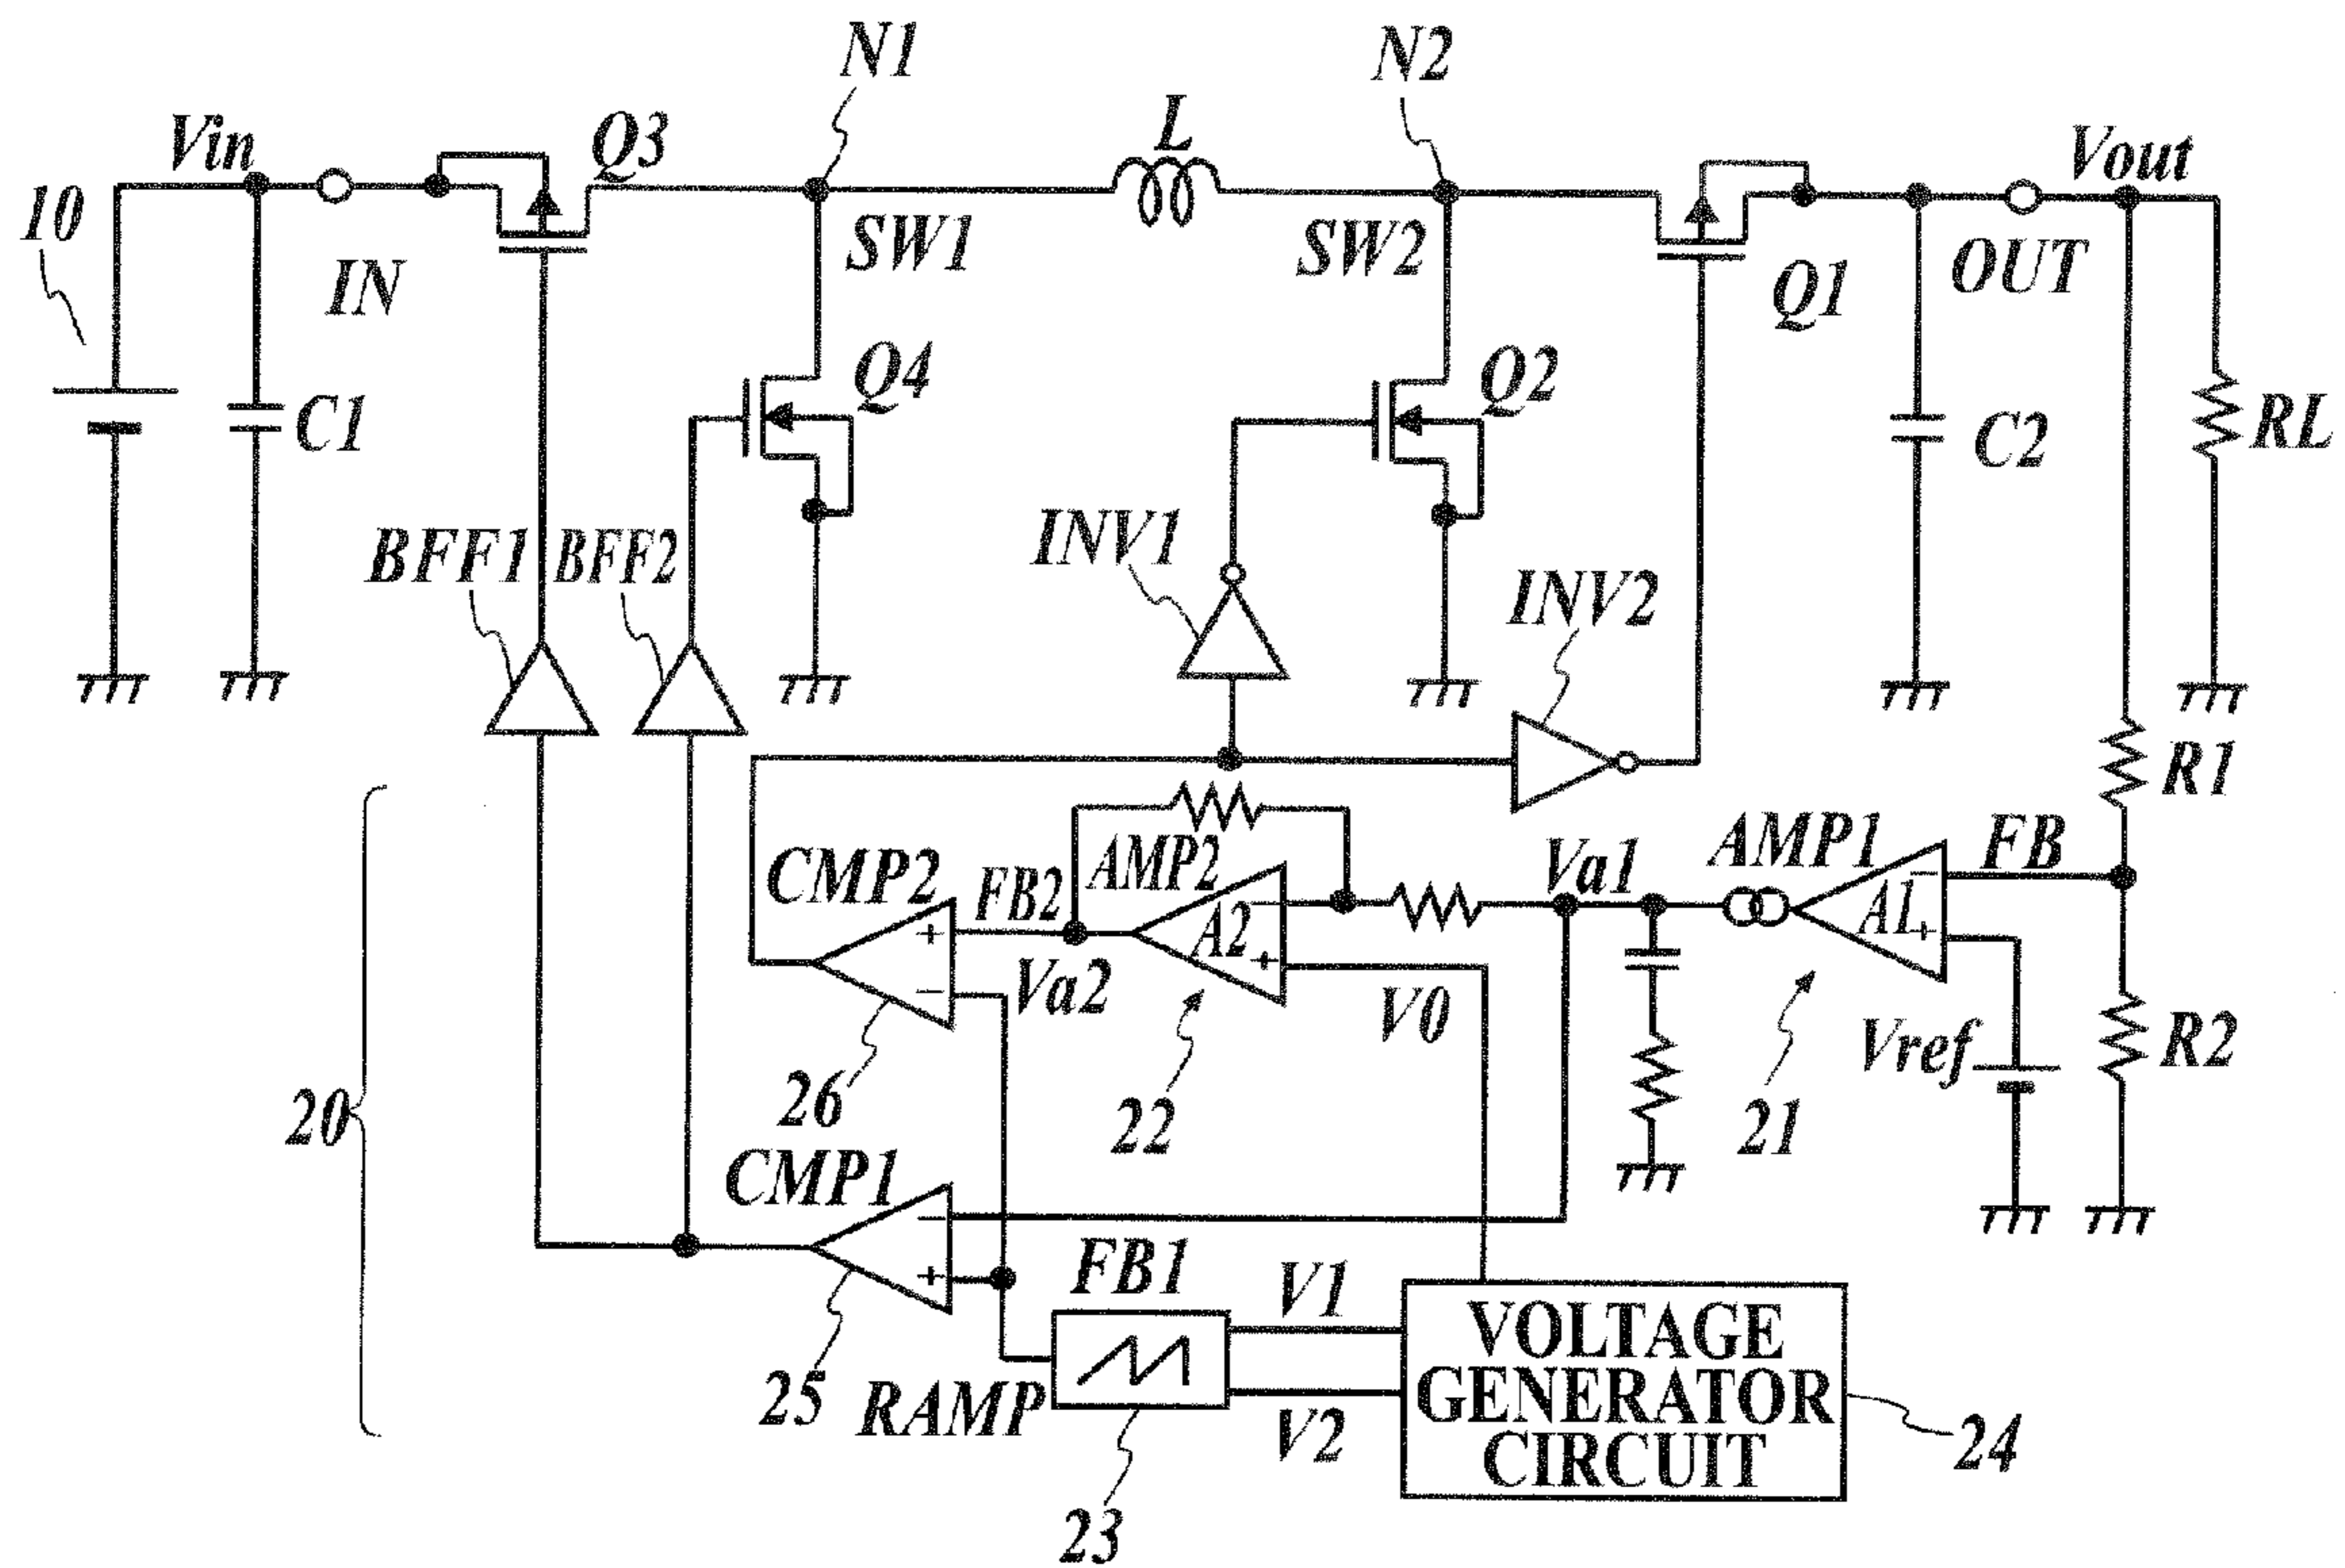 N1
N2
Vin
Q3
L
Vout
10
IN
SW1
SW2
Q1
OUT
Q4
Q2
C1
C2
RL
BFF1
BFF2
INV1
INV2
R1
CMP2
FB2
AMP2
Va1
AMP1
FB
A2
A1
+
−
Va2
−
+
V0
−
+
Vref
R2
26
22
21
20
CMP1
−
+
FB1
V1
VOLTAGE
GENERATOR
CIRCUIT
25
RAMP
V2
24
23